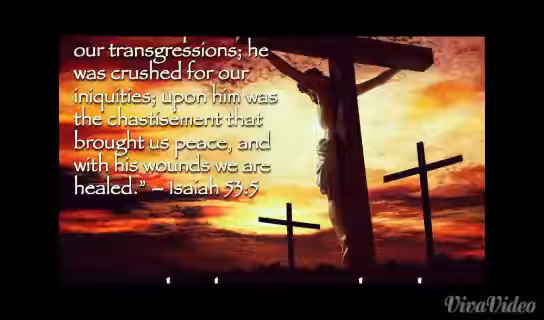 our transgressions; he
was crushed for our
iniquities; upon him was
the chastisement that
brought us peace, and
with his wounds we are
healed.” – Isaiah 53:5
VivaVideo